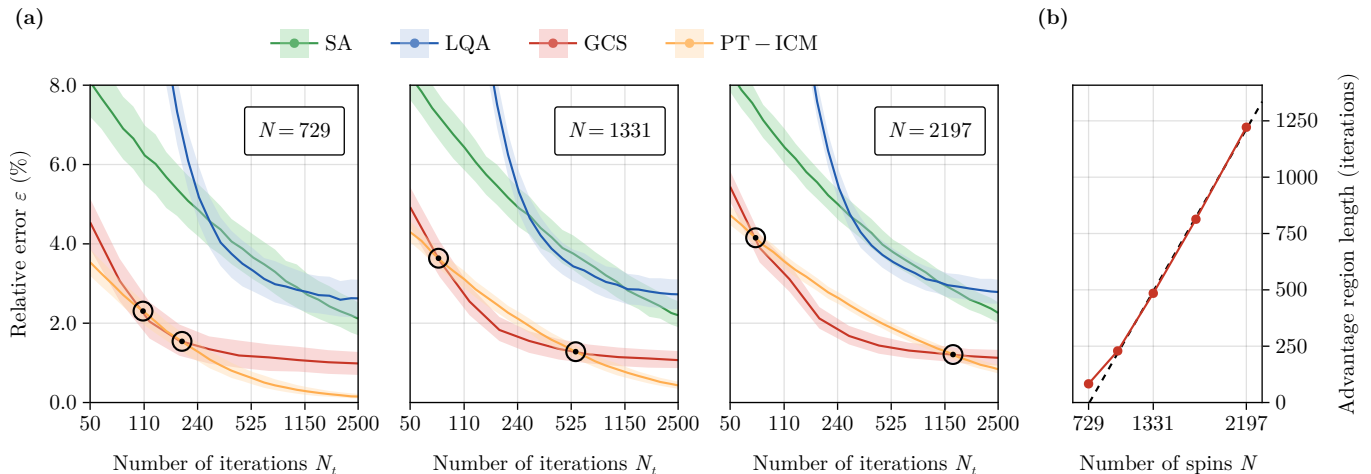 (a)
(b)
SA
LQA
GCS
PT − ICM
Relative error ε (%)
8.0
6.0
4.0
2.0
0.0
N = 729
50 110 240 525 1150 2500
Number of iterations Nt
N = 1331
50 110 240 525 1150 2500
Number of iterations Nt
N = 2197
50 110 240 525 1150 2500
Number of iterations Nt
1250
1000
750
500
250
0
Advantage region length (iterations)
729 1331 2197
Number of spins N